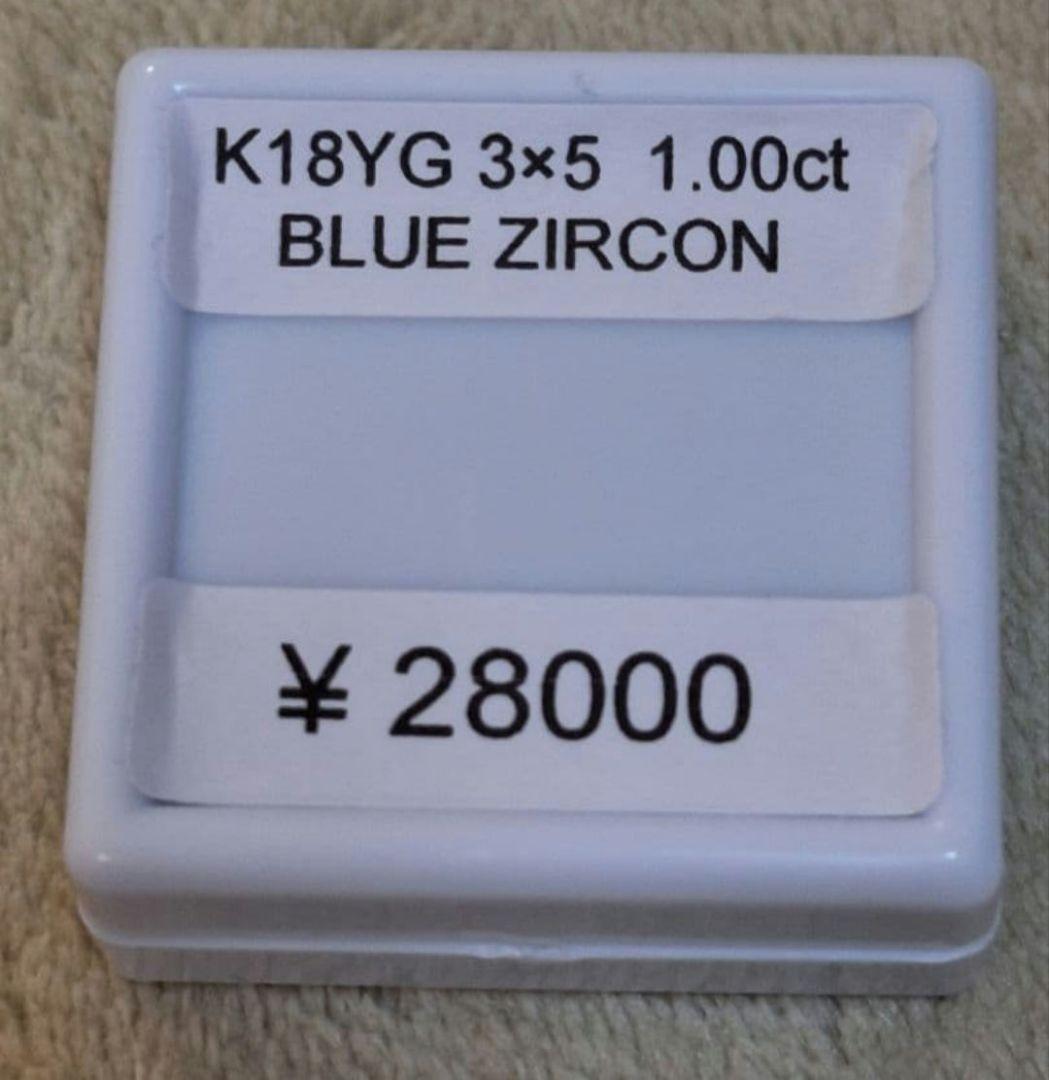 K18YG 3×5 1.00ct
BLUE ZIRCON
¥ 28000